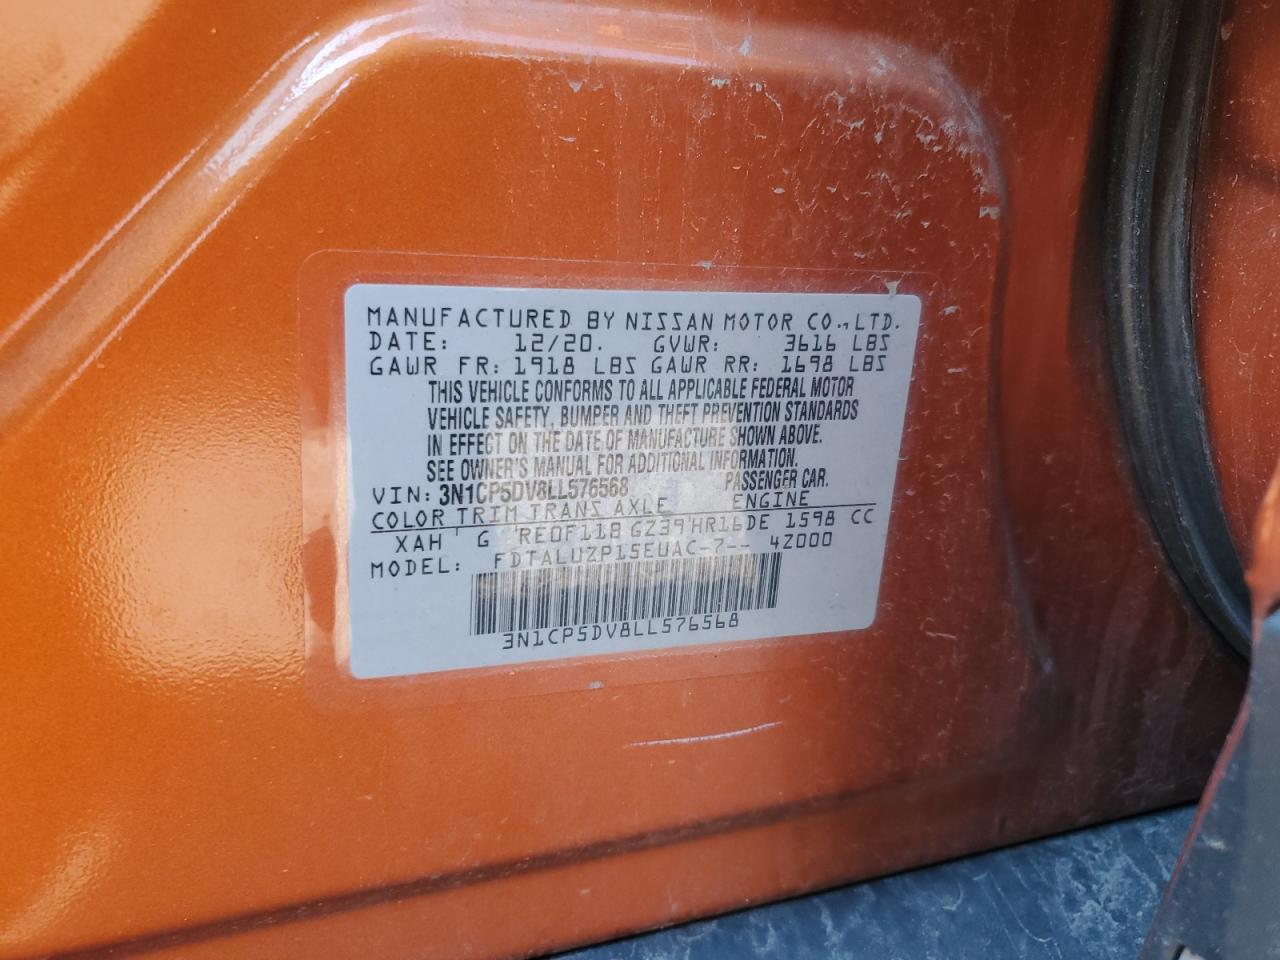 MANUFACTURED BY NISSAN MOTOR CO.,LTD.
DATE: 12/20. GVWR: 3616 LBS
GAWR FR: 1918 LBS GAWR RR: 1698 LBS
THIS VEHICLE CONFORMS TO ALL APPLICABLE FEDERAL MOTOR
VEHICLE SAFETY, BUMPER AND THEFT PREVENTION STANDARDS
IN EFFECT ON THE DATE OF MANUFACTURE SHOWN ABOVE.
SEE OWNER'S MANUAL FOR ADDITIONAL INFORMATION.
VIN: 3N1CP5DV8LL576568 PASSENGER CAR.
COLOR TRIM TRANS AXLE ENGINE
XAH G RE0F11B GZ39 HR16DE 1598 CC
MODEL: FDTALUZP15EUAC-7-- 4Z000
3N1CP5DV8LL576568